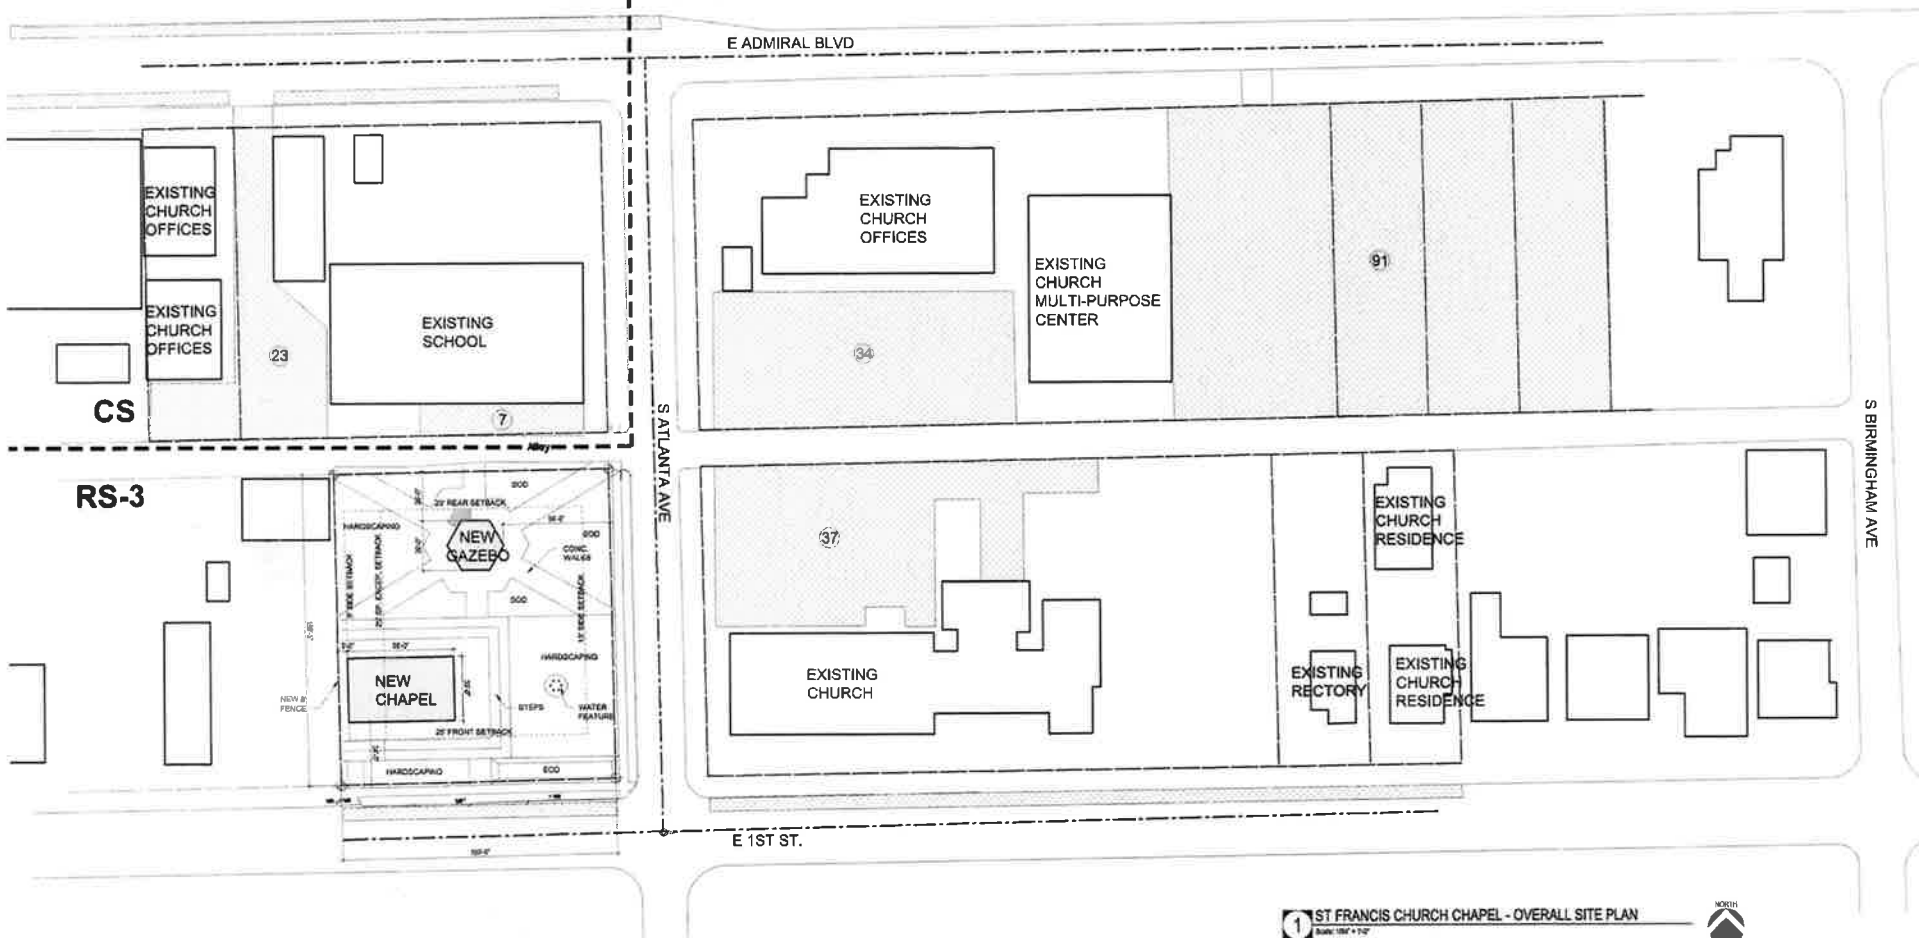 E ADMIRAL BLVD
EXISTING
CHURCH
OFFICES
EXISTING
CHURCH
OFFICES
23
EXISTING
SCHOOL
7
CS
RS-3
Alley
S ATLANTA AVE
EXISTING
CHURCH
OFFICES
34
EXISTING
CHURCH
MULTI-PURPOSE
CENTER
91
S BIRMINGHAM AVE
SOD
25' REAR SETBACK
HARDSCAPING
NEW
GAZEBO
SOD
CONC.
WALKS
5' SIDE SETBACK
SOD
15' SIDE SETBACK
HARDSCAPING
NEW
CHAPEL
NEW 8'
FENCE
STEPS
WATER
FEATURE
25' FRONT SETBACK
HARDSCAPING
SOD
37
EXISTING
CHURCH
EXISTING
CHURCH
RESIDENCE
EXISTING
RECTORY
EXISTING
CHURCH
RESIDENCE
E 1ST ST.
1 ST FRANCIS CHURCH CHAPEL - OVERALL SITE PLAN
NORTH